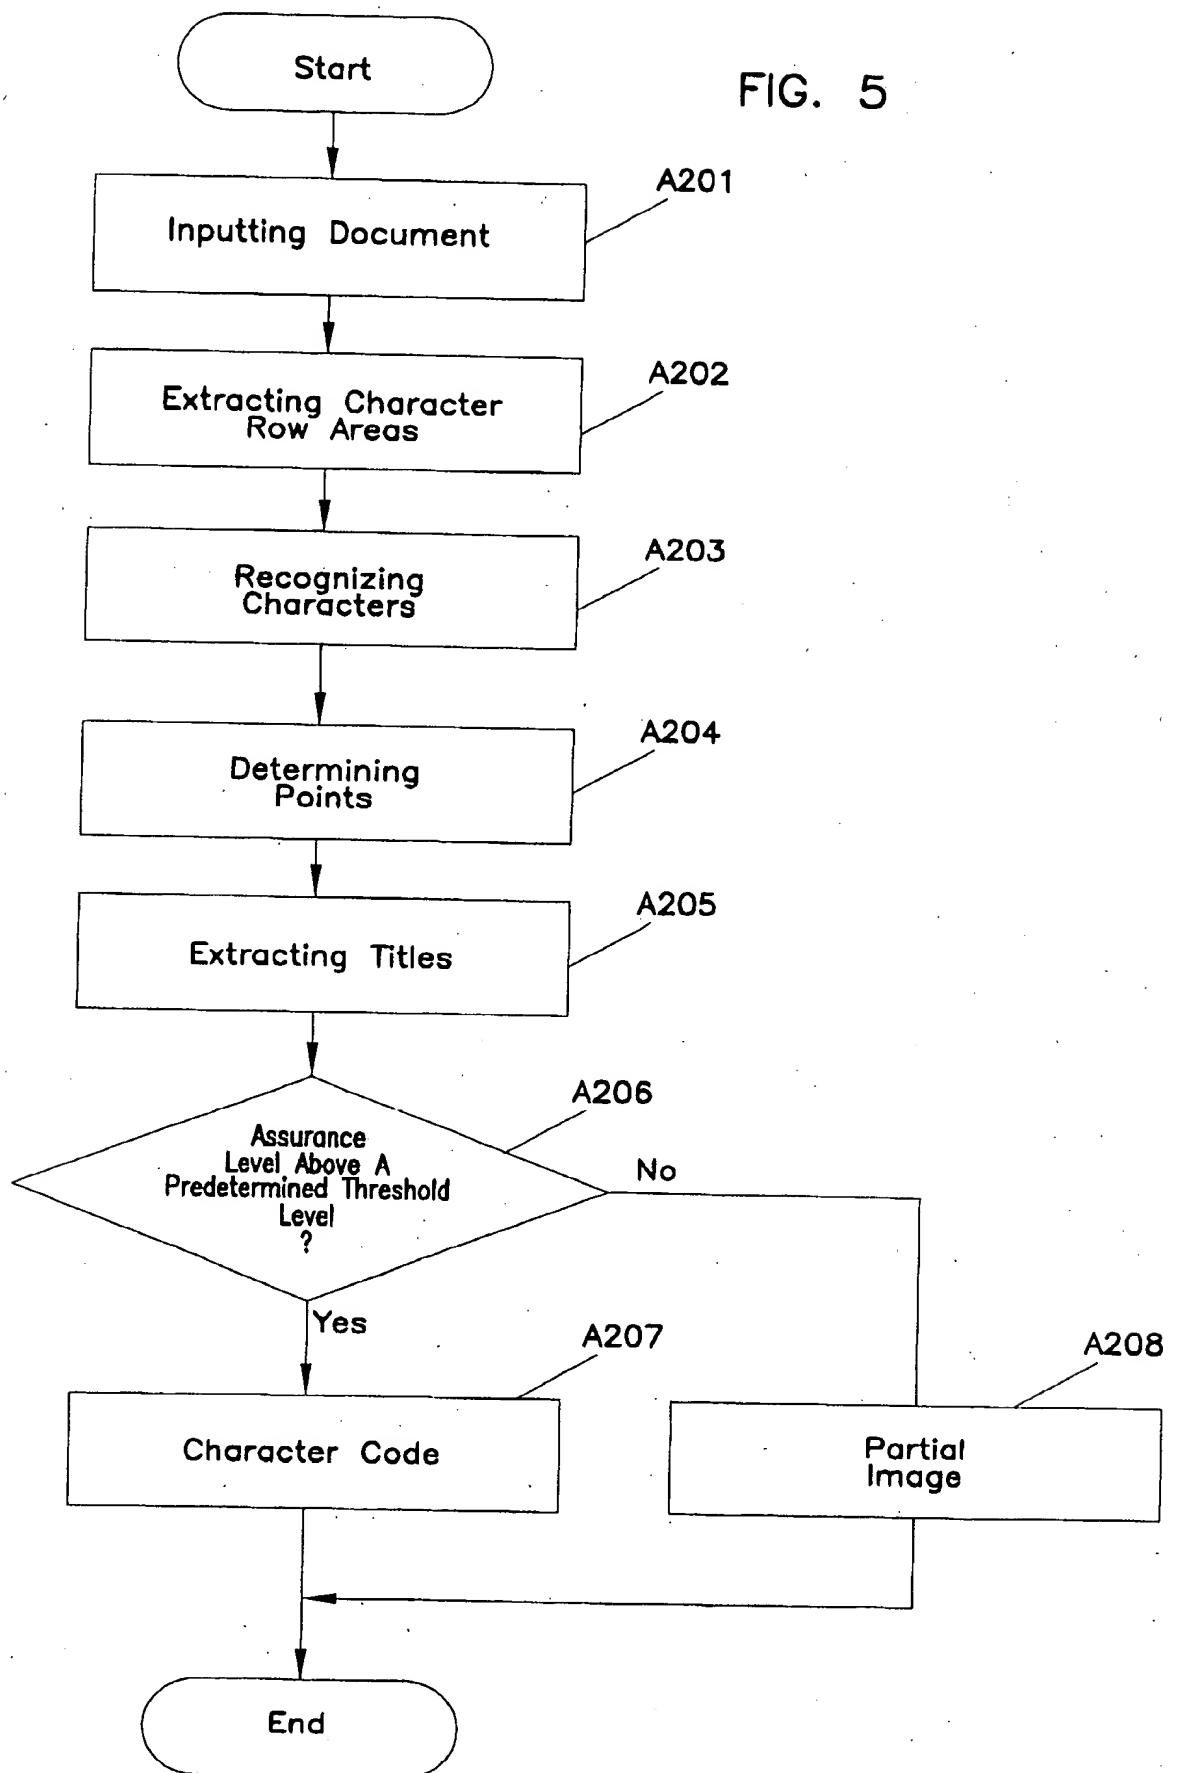 Start
FIG. 5
A201
Inputting Document
A202
Extracting Character
Row Areas
A203
Recognizing
Characters
A204
Determining
Points
A205
Extracting Titles
A206
Assurance
Level Above A
Predetermined Threshold
Level
?
No
Yes
A207
A208
Character Code
Partial
Image
End